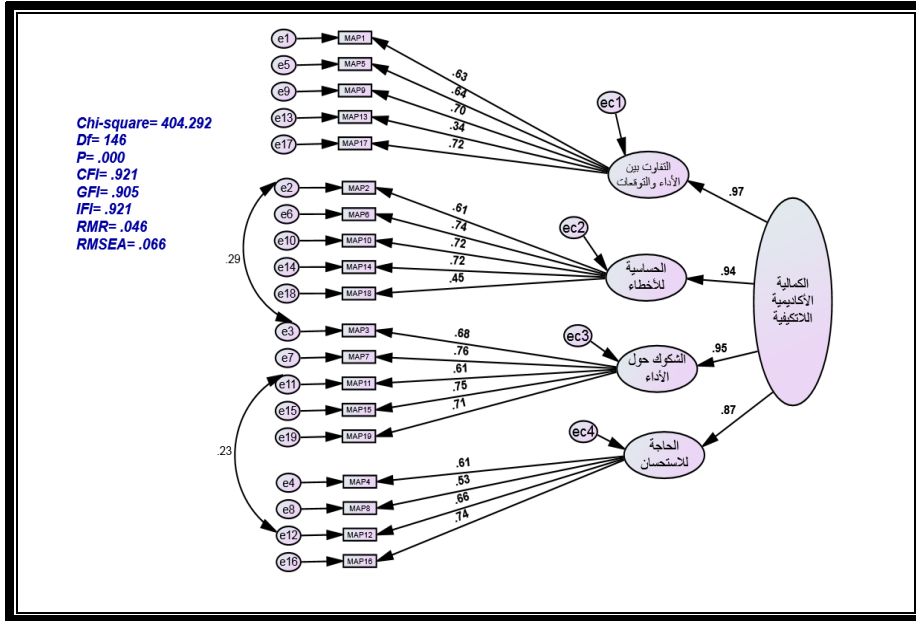 Chi-square= 404.292
Df= 146
P= .000
CFI= .921
GFI= .905
IFI= .921
RMR= .046
RMSEA= .066
e1 MAP1 .63
e5 MAP5 .64
e9 MAP9 .70
e13 MAP13 .34
e17 MAP17 .72
ec1
التفاوت بين
الأداء والتوقعات
.97
e2 MAP2 .61
e6 MAP6 .74
e10 MAP10 .72
e14 MAP14 .72
e18 MAP18 .45
ec2
الحساسية
للأخطاء
.94
.29
e3 MAP3 .68
e7 MAP7 .76
e11 MAP11 .61
e15 MAP15 .75
e19 MAP19 .71
ec3
الشكوك حول
الأداء
.95
.23
e4 MAP4 .61
e8 MAP8 .53
e12 MAP12 .66
e16 MAP16 .74
ec4
الحاجة
للاستحسان
.87
الكمالية
الأكاديمية
اللاتكيفية